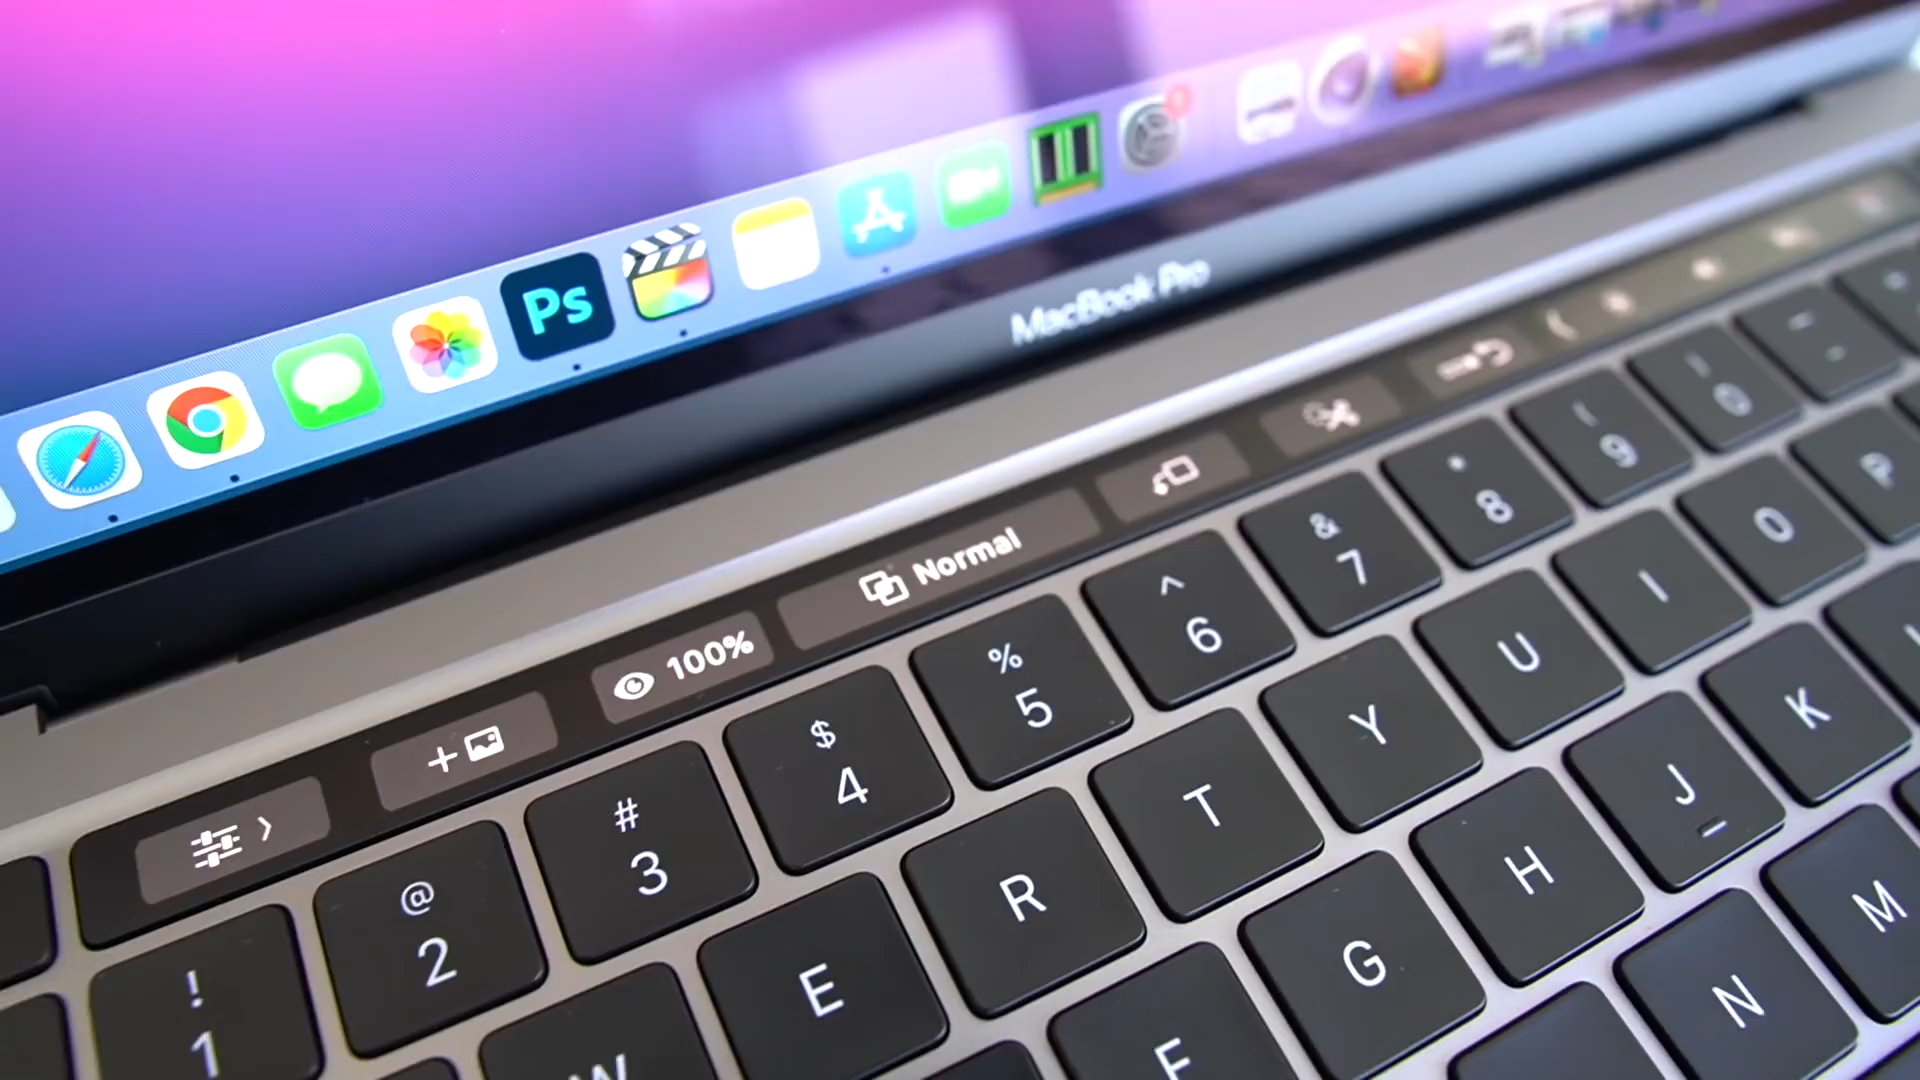 Ps
MacBook Pro
100%
Normal
! 1
@ 2
# 3
$ 4
% 5
^ 6
& 7
* 8
( 9
) 0
W E R T Y U I O P
F G H J K
N M